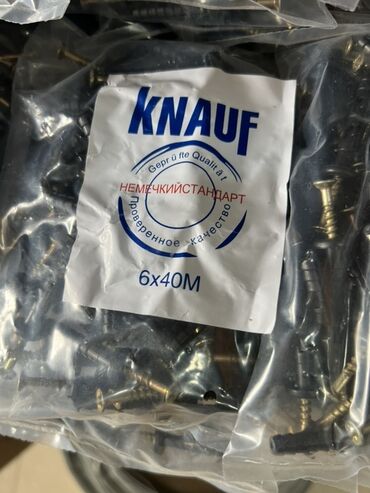 KNAUF
Geprüfte Qualität
НЕМЕЧКИЙСТАНДАРТ
Проверенное качество
6x40M